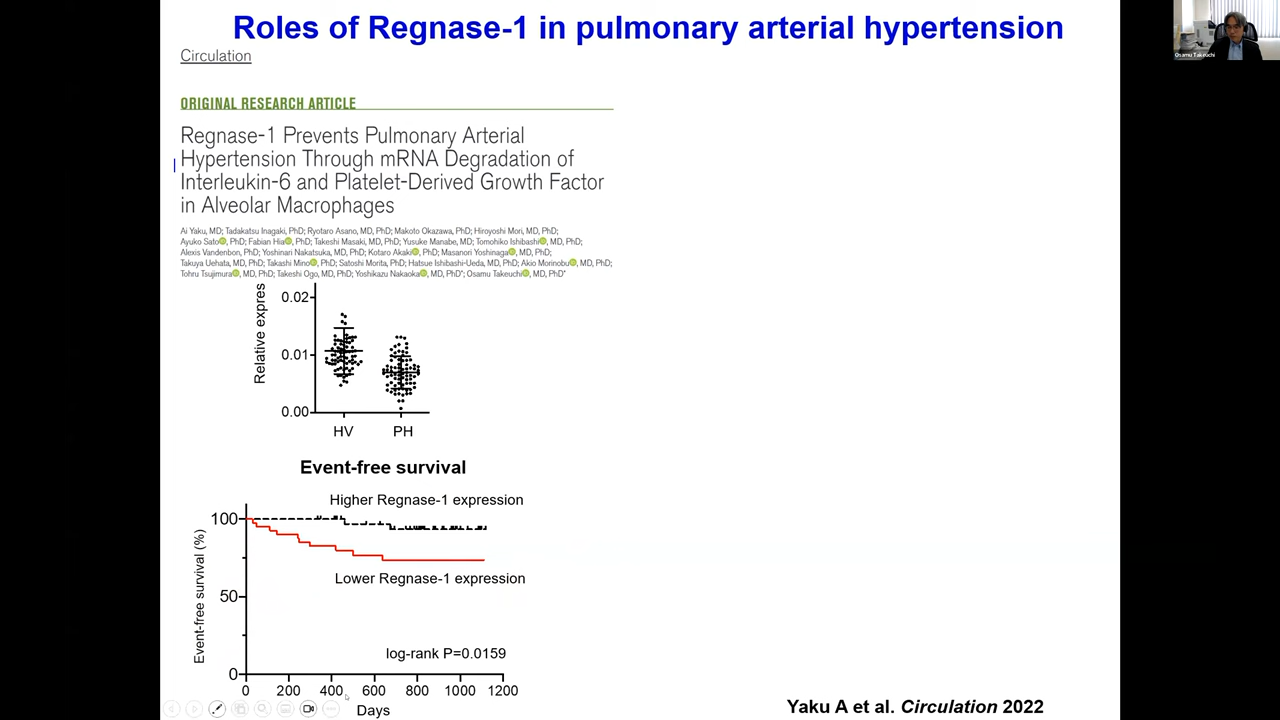 Roles of Regnase-1 in pulmonary arterial hypertension
Osamu Takeuchi
Circulation
ORIGINAL RESEARCH ARTICLE
Regnase-1 Prevents Pulmonary Arterial
Hypertension Through mRNA Degradation of
Interleukin-6 and Platelet-Derived Growth Factor
in Alveolar Macrophages
Ai Yaku, MD; Tadakatsu Inagaki, PhD; Ryotaro Asano, MD, PhD; Makoto Okazawa, PhD; Hiroyoshi Mori, MD, PhD;
Ayuko Sato, PhD; Fabian Hia, PhD; Takeshi Masaki, MD, PhD; Yusuke Manabe, MD, PhD; Tomohiko Ishibashi, MD, PhD;
Alexis Vandenbon, PhD; Yoshinari Nakatsuka, MD, PhD; Kotaro Akaki, PhD; Masanori Yoshinaga, MD, PhD;
Takuya Uehata, MD, PhD; Takashi Mino, PhD; Satoshi Morita, PhD; Hatsue Ishibashi-Ueda, MD, PhD; Akio Morinobu, MD, PhD;
Tohru Tsujimura, MD, PhD; Takeshi Ogo, MD, PhD; Yoshikazu Nakaoka, MD, PhD*; Osamu Takeuchi, MD, PhD*
Relative expres
0.02
0.01
0.00
HV
PH
Event-free survival
Higher Regnase-1 expression
Event-free survival (%)
100
50
0
Lower Regnase-1 expression
log-rank P=0.0159
0 200 400 600 800 1000 1200
Days
Yaku A et al. Circulation 2022